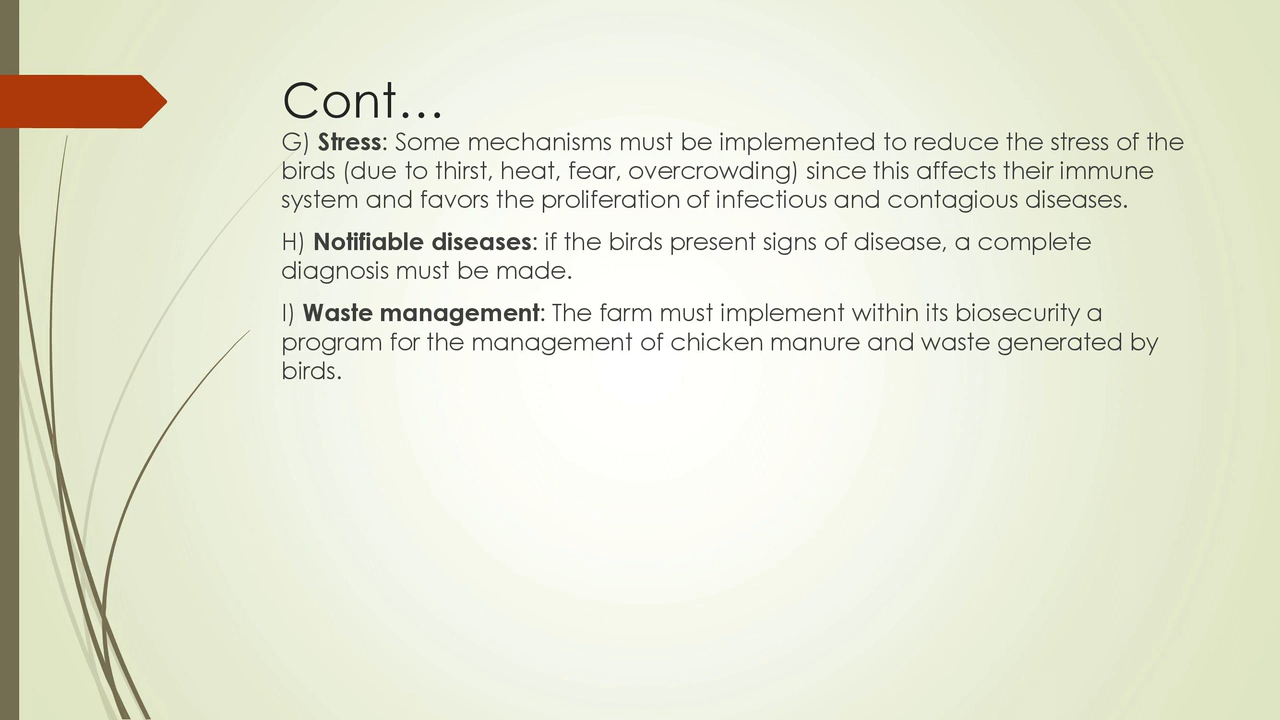 Cont…
G) Stress: Some mechanisms must be implemented to reduce the stress of the
birds (due to thirst, heat, fear, overcrowding) since this affects their immune
system and favors the proliferation of infectious and contagious diseases.
H) Notifiable diseases: if the birds present signs of disease, a complete
diagnosis must be made.
I) Waste management: The farm must implement within its biosecurity a
program for the management of chicken manure and waste generated by
birds.